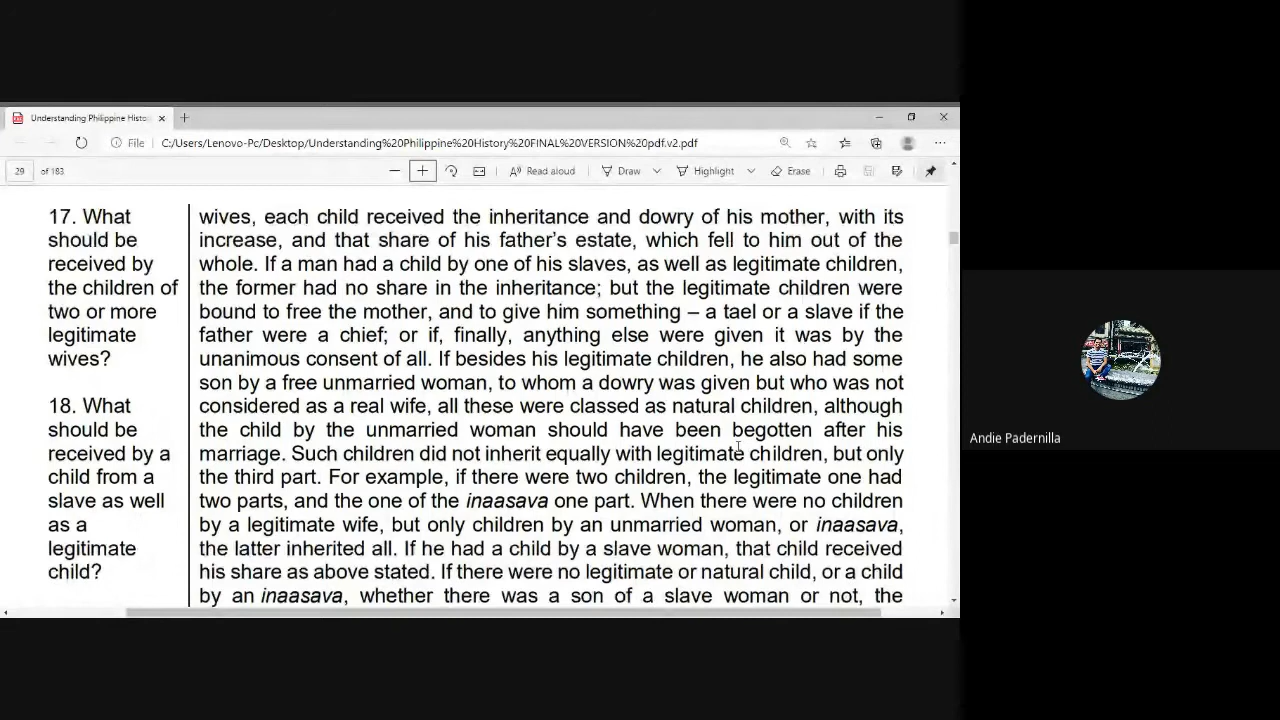 Understanding Philippine Histo
File C:/Users/Lenovo-Pc/Desktop/Understanding%20Philippine%20History%20FINAL%20VERSION%20pdf.v2.pdf
29 of 183 Read aloud Draw Highlight Erase
17. What
should be
received by
the children of
two or more
legitimate
wives?
18. What
should be
received by a
child from a
slave as well
as a
legitimate
child?
wives, each child received the inheritance and dowry of his mother, with its
increase, and that share of his father's estate, which fell to him out of the
whole. If a man had a child by one of his slaves, as well as legitimate children,
the former had no share in the inheritance; but the legitimate children were
bound to free the mother, and to give him something – a tael or a slave if the
father were a chief; or if, finally, anything else were given it was by the
unanimous consent of all. If besides his legitimate children, he also had some
son by a free unmarried woman, to whom a dowry was given but who was not
considered as a real wife, all these were classed as natural children, although
the child by the unmarried woman should have been begotten after his
marriage. Such children did not inherit equally with legitimate children, but only
the third part. For example, if there were two children, the legitimate one had
two parts, and the one of the inaasava one part. When there were no children
by a legitimate wife, but only children by an unmarried woman, or inaasava,
the latter inherited all. If he had a child by a slave woman, that child received
his share as above stated. If there were no legitimate or natural child, or a child
by an inaasava, whether there was a son of a slave woman or not, the
Andie Padernilla